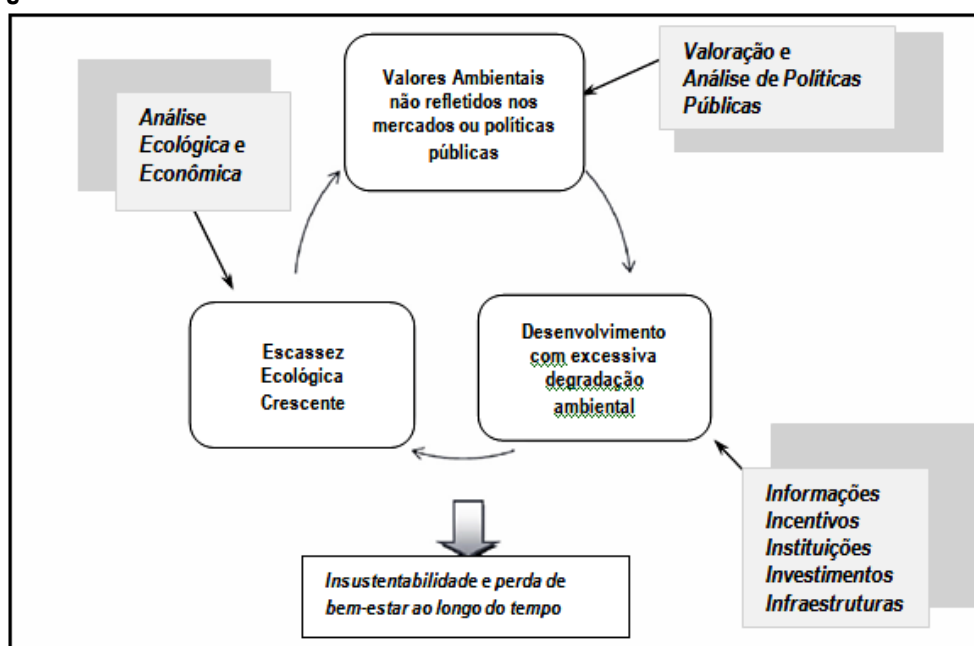 Valores Ambientais
não refletidos nos
mercados ou políticas
públicas
Valoração e
Análise de Políticas
Públicas
Análise
Ecológica e
Econômica
Escassez
Ecológica
Crescente
Desenvolvimento
com excessiva
degradação
ambiental
Informações
Incentivos
Instituições
Investimentos
Infraestruturas
Insustentabilidade e perda de
bem-estar ao longo do tempo